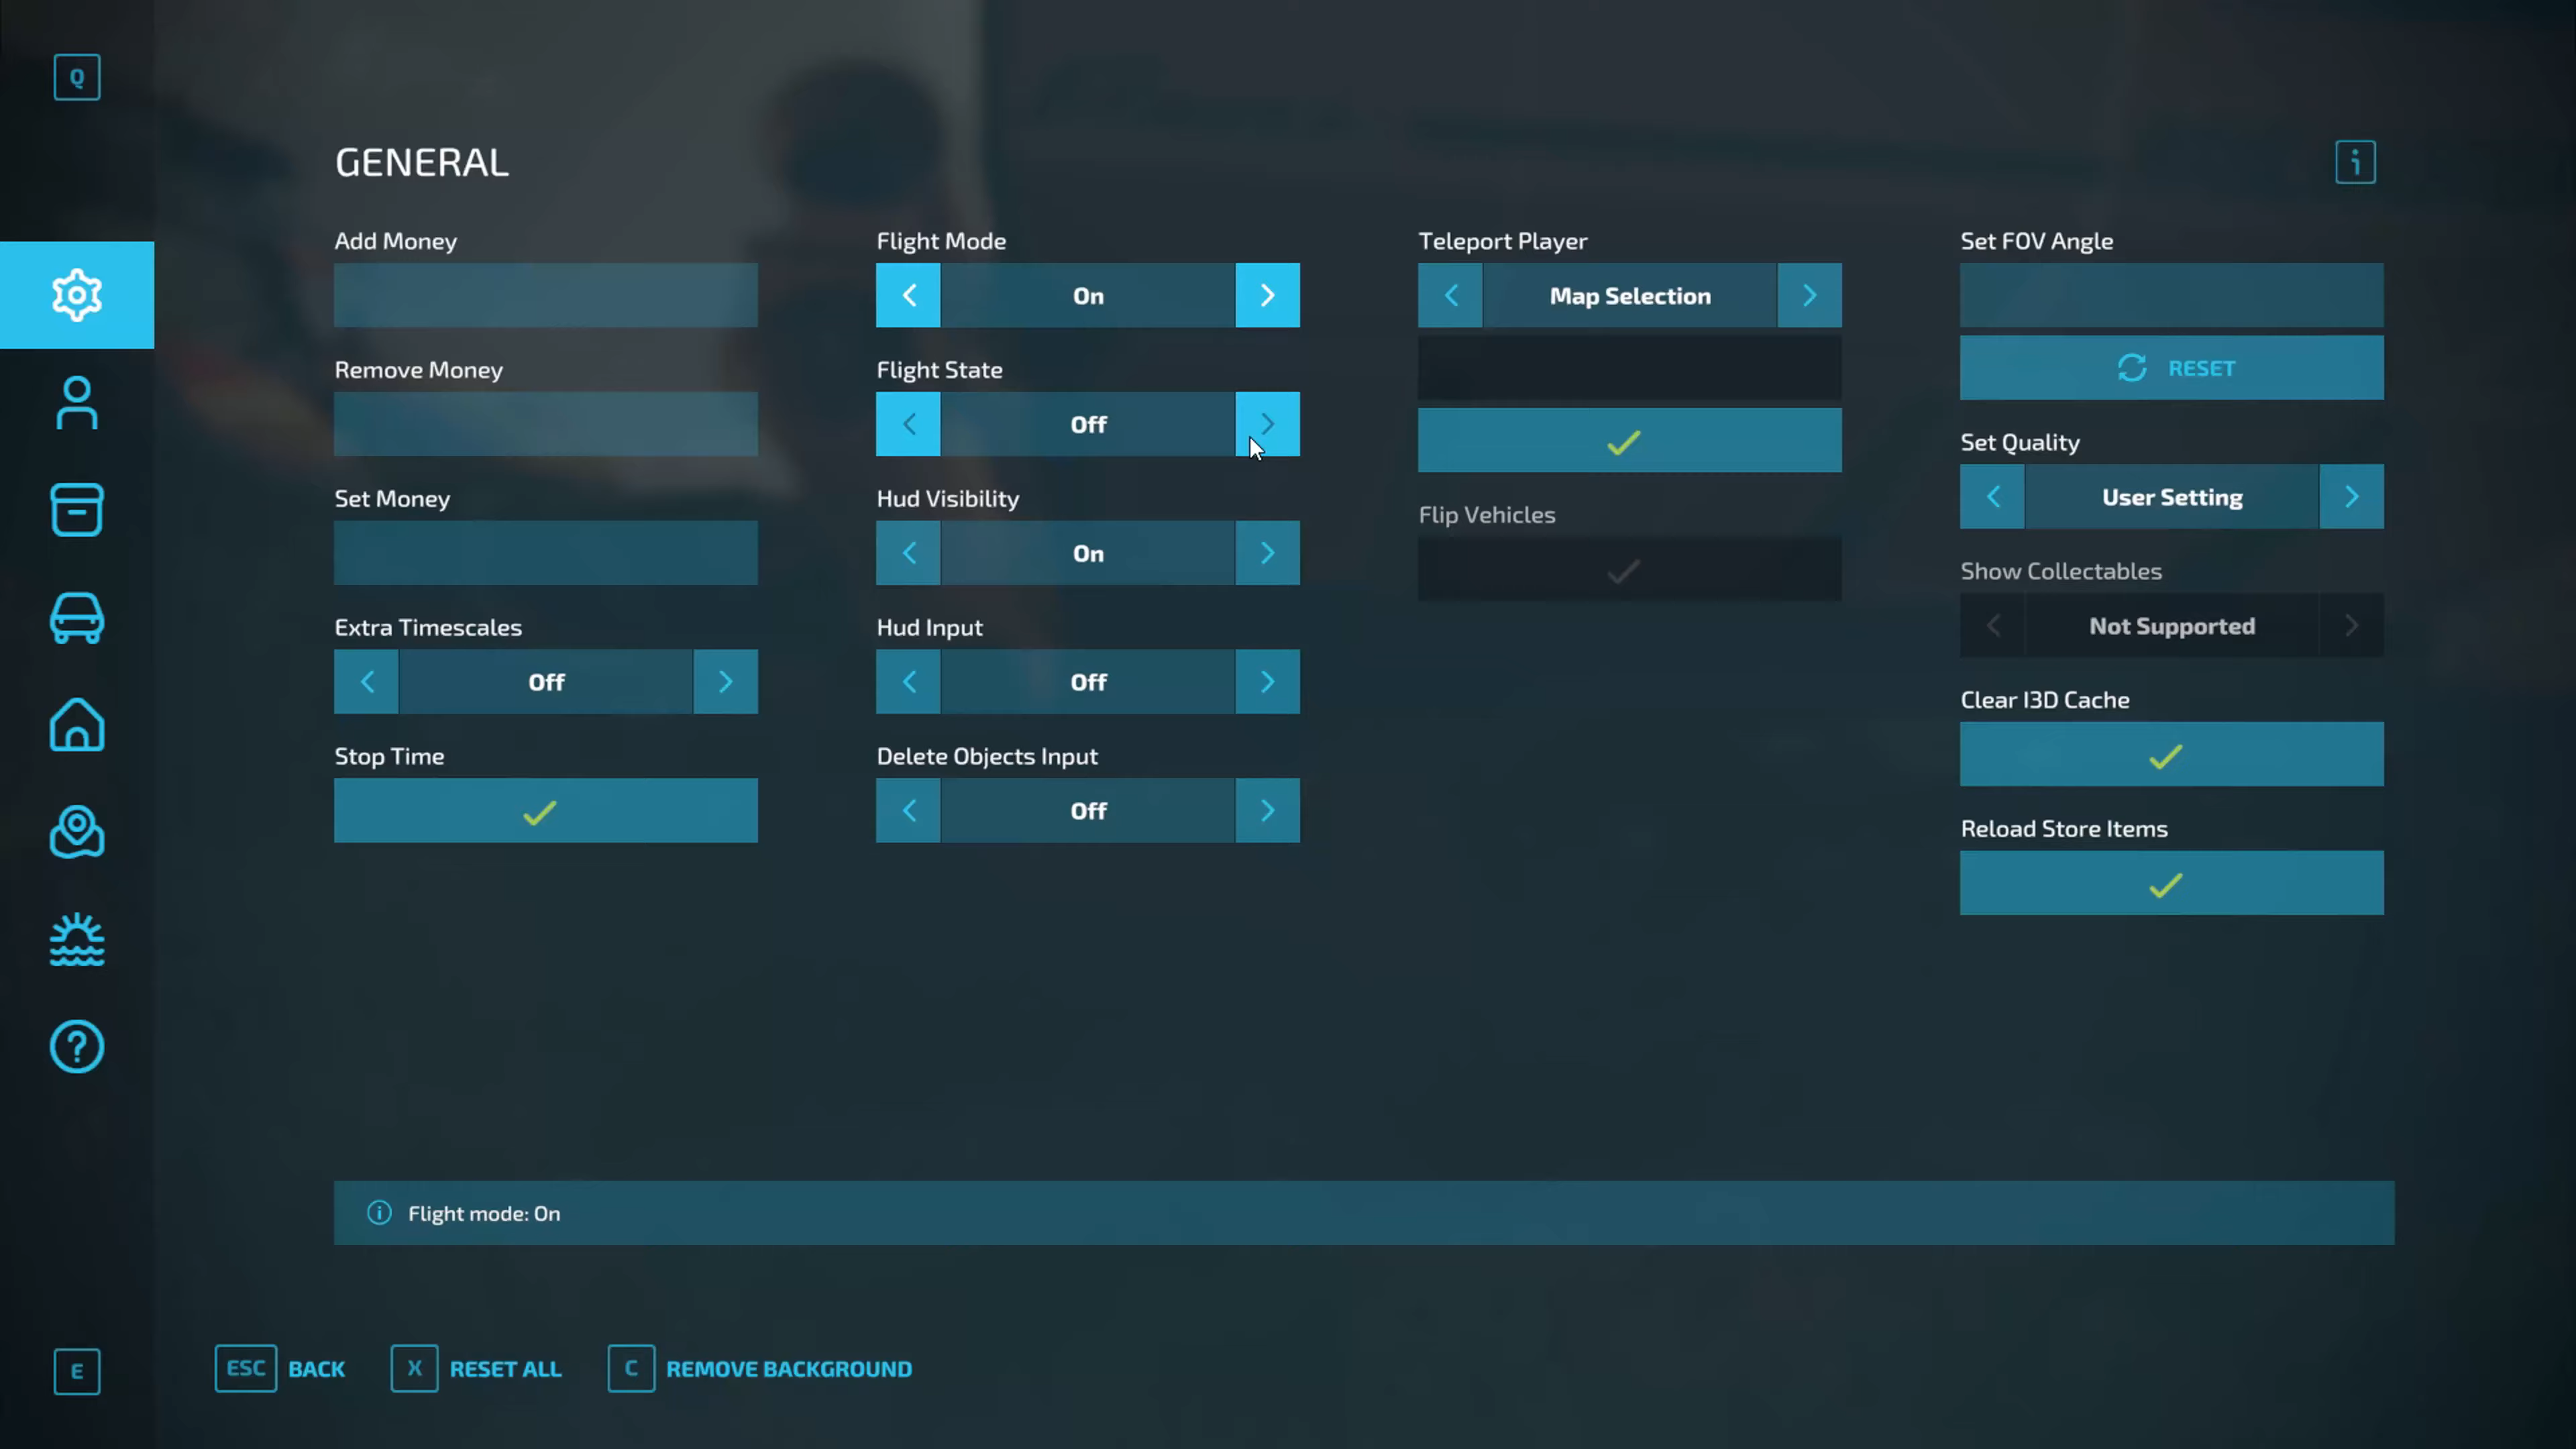 Q
GENERAL
Add Money
Remove Money
Set Money
Extra Timescales
Off
Stop Time
Flight Mode
On
Flight State
Off
Hud Visibility
On
Hud Input
Off
Delete Objects Input
Off
Teleport Player
Map Selection
Flip Vehicles
Set FOV Angle
RESET
Set Quality
User Setting
Show Collectables
Not Supported
Clear I3D Cache
Reload Store Items
Flight mode: On
E
ESC BACK X RESET ALL C REMOVE BACKGROUND